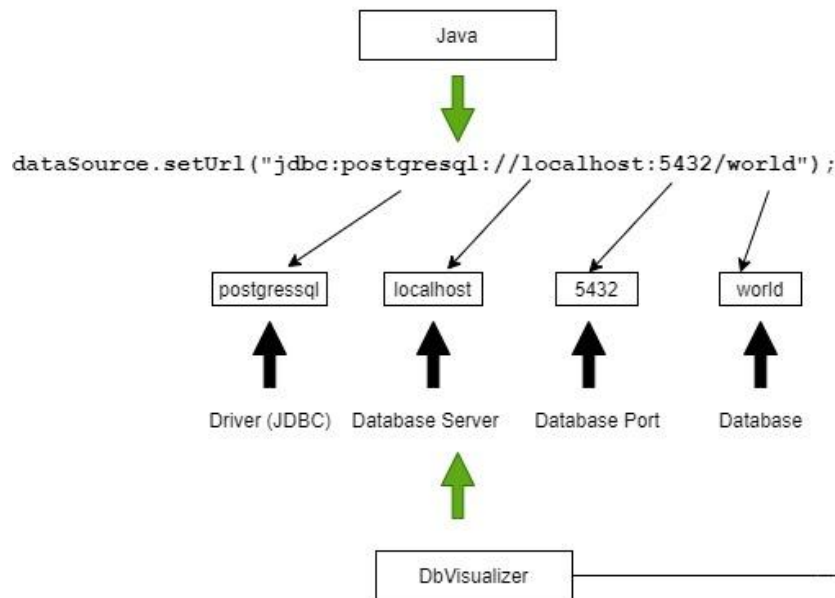 Java
dataSource.setUrl("jdbc:postgresql://localhost:5432/world");
postgressql localhost 5432 world
Driver (JDBC) Database Server Database Port Database
DbVisualizer